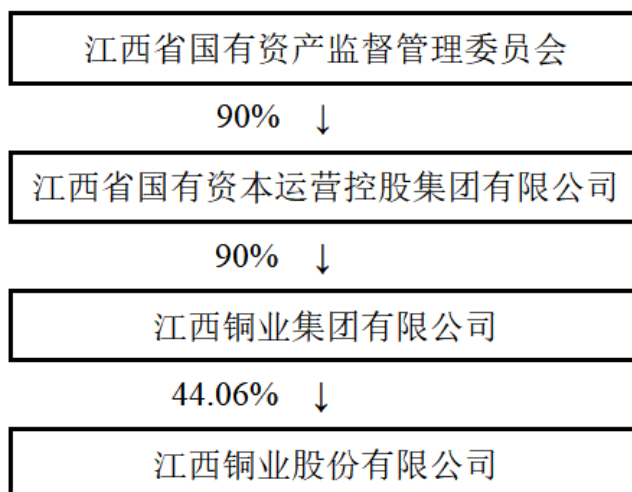 江西省国有资产监督管理委员会
90% ↓
江西省国有资本运营控股集团有限公司
90% ↓
江西铜业集团有限公司
44.06% ↓
江西铜业股份有限公司